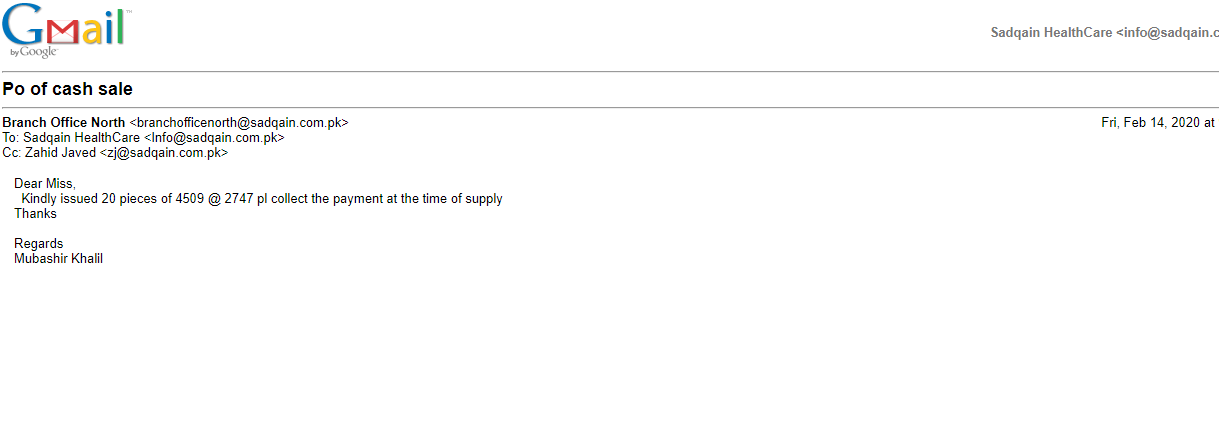 Gmail™
by Google
Sadqain HealthCare <info@sadqain.c
Po of cash sale
Branch Office North <branchofficenorth@sadqain.com.pk>
Fri, Feb 14, 2020 at
To: Sadqain HealthCare <Info@sadqain.com.pk>
Cc: Zahid Javed <zj@sadqain.com.pk>
Dear Miss,
Kindly issued 20 pieces of 4509 @ 2747 pl collect the payment at the time of supply
Thanks
Regards
Mubashir Khalil